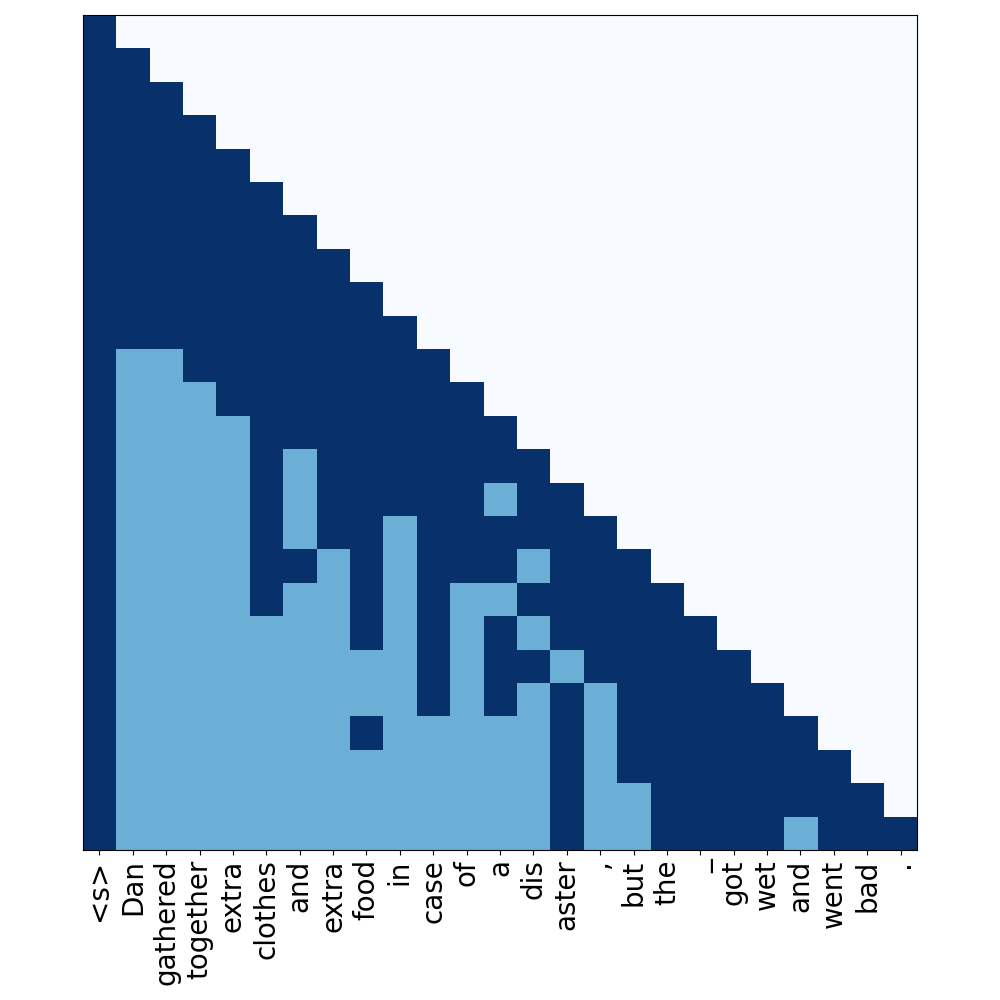 <s> Dan gathered together extra clothes and extra food in case of a dis aster , but the _ got wet and went bad .